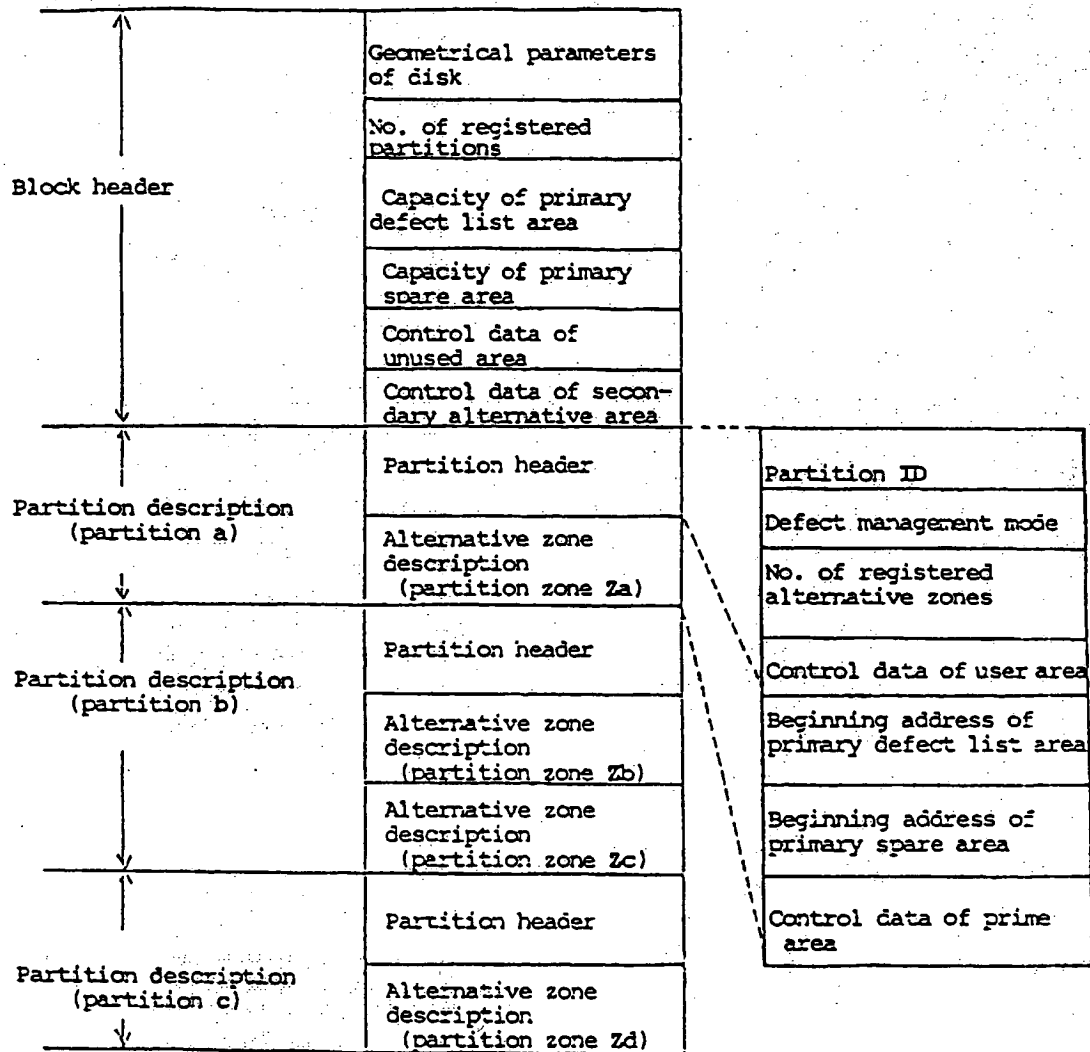 Geometrical parameters
of disk
No. of registered
partitions
Block header
Capacity of primary
defect list area
Capacity of primary
spare area
Control data of
unused area
Control data of secon-
dary alternative area
Partition description
(partition a)
Partition header
Alternative zone
description
(partition zone Za)
Partition description
(partition b)
Partition header
Alternative zone
description
(partition zone Zb)
Alternative zone
description
(partition zone Zc)
Partition description
(partition c)
Partition header
Alternative zone
description
(partition zone Zd)
Partition ID
Defect management mode
No. of registered
alternative zones
Control data of user area
Beginning address of
primary defect list area
Beginning address of
primary spare area
Control data of prime
area